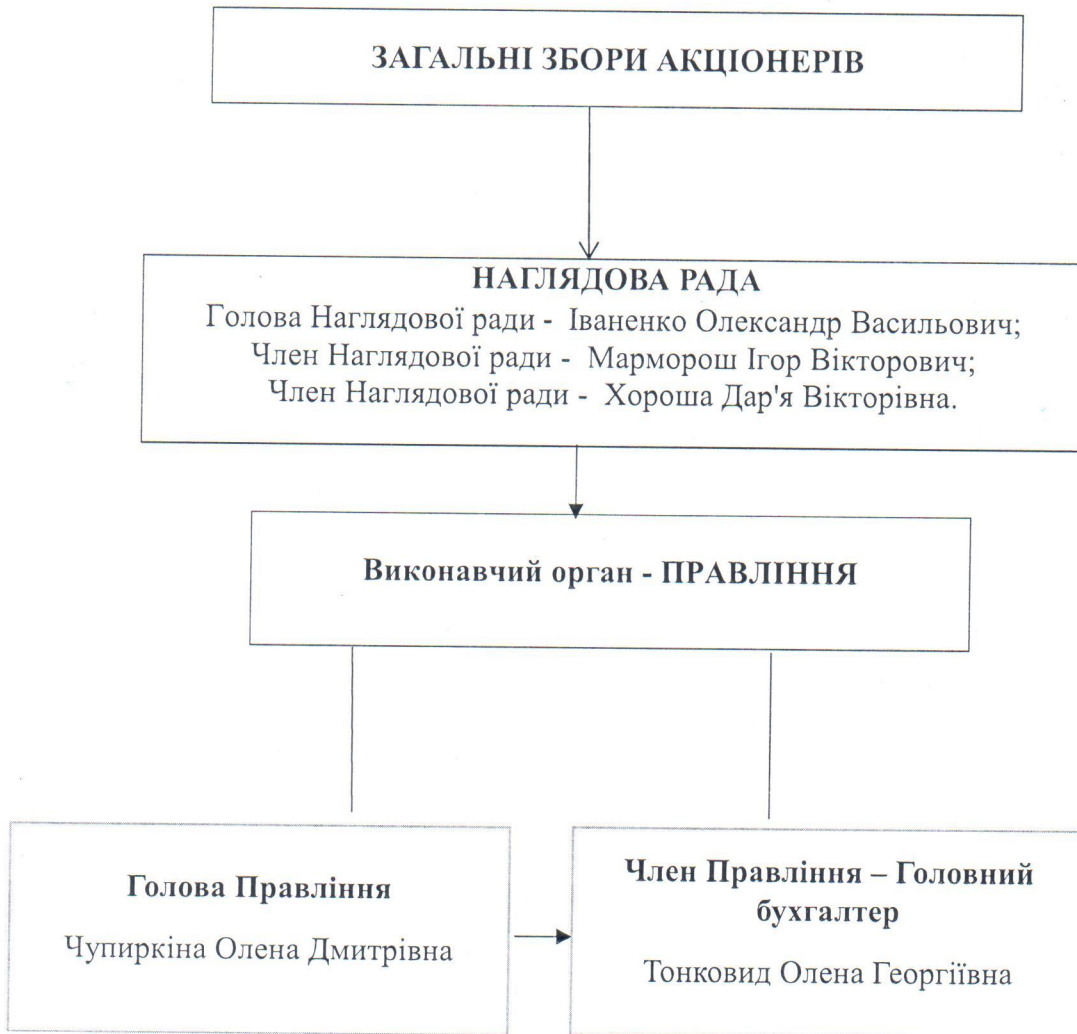 ЗАГАЛЬНІ ЗБОРИ АКЦІОНЕРІВ
НАГЛЯДОВА РАДА
Голова Наглядової ради - Іваненко Олександр Васильович;
Член Наглядової ради - Марморош Ігор Вікторович;
Член Наглядової ради - Хороша Дар'я Вікторівна.
Виконавчий орган - ПРАВЛІННЯ
Голова Правління
Чупиркіна Олена Дмитрівна
Член Правління – Головний
бухгалтер
Тонковид Олена Георгіївна